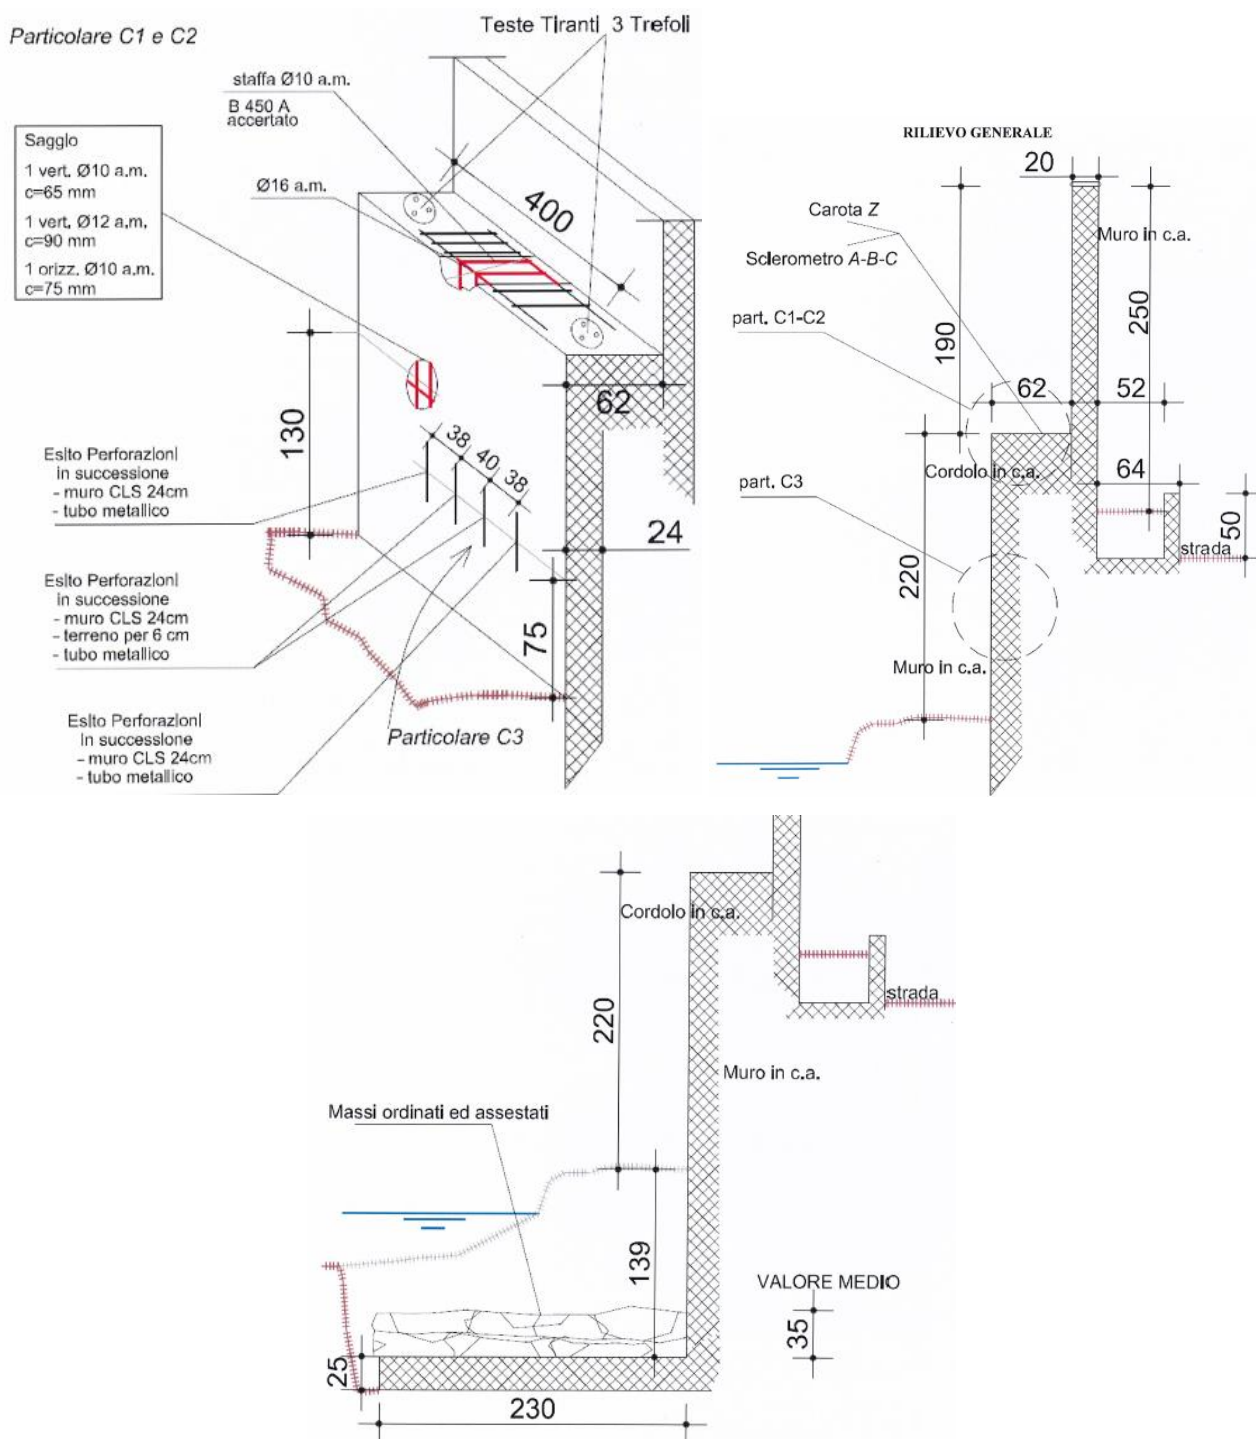 Particolare C1 e C2
Teste Tiranti 3 Trefoli
staffa Ø10 a.m.
B 450 A
accertato
Ø16 a.m.
Saggio
1 vert. Ø10 a.m.
c=65 mm
1 vert. Ø12 a.m.
c=90 mm
1 orizz. Ø10 a.m.
c=75 mm
400
130
62
38
40
38
24
75
Esito Perforazioni
in successione
- muro CLS 24cm
- tubo metallico
Esito Perforazioni
in successione
- muro CLS 24cm
- terreno per 6 cm
- tubo metallico
Esito Perforazioni
in successione
- muro CLS 24cm
- tubo metallico
Particolare C3
RILIEVO GENERALE
20
Carota Z
Sclerometro A-B-C
Muro in c.a.
part. C1-C2
190
250
62
52
Cordolo in c.a.
64
part. C3
50
strada
220
Muro in c.a.
Cordolo in c.a.
220
strada
Muro in c.a.
Massi ordinati ed assestati
139
VALORE MEDIO
35
25
230